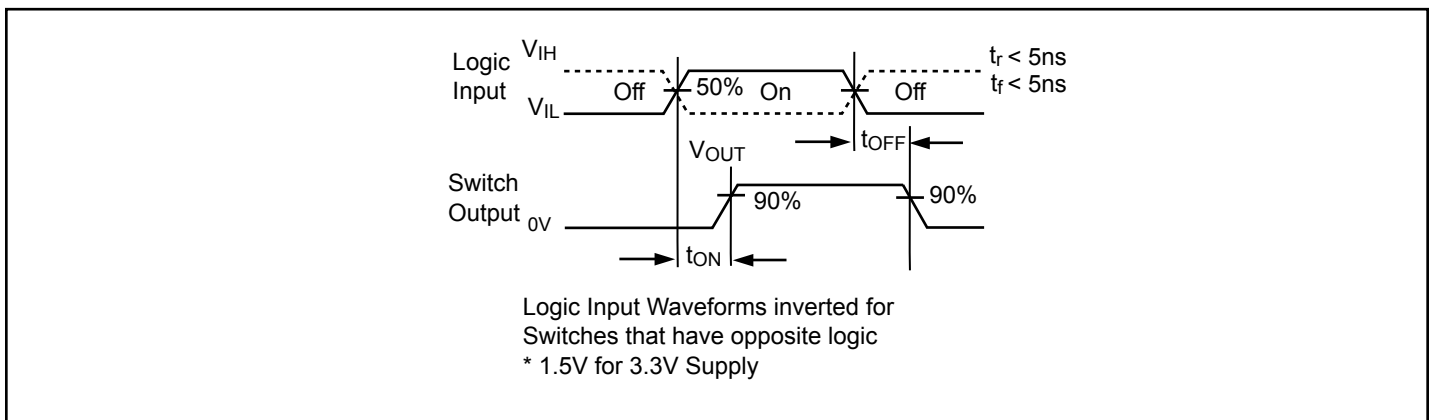 Logic Input
VIH
VIL
Off
50%
On
Off
tr < 5ns
tf < 5ns
tOFF
VOUT
Switch
Output
0V
90%
90%
tON
Logic Input Waveforms inverted for
Switches that have opposite logic
* 1.5V for 3.3V Supply